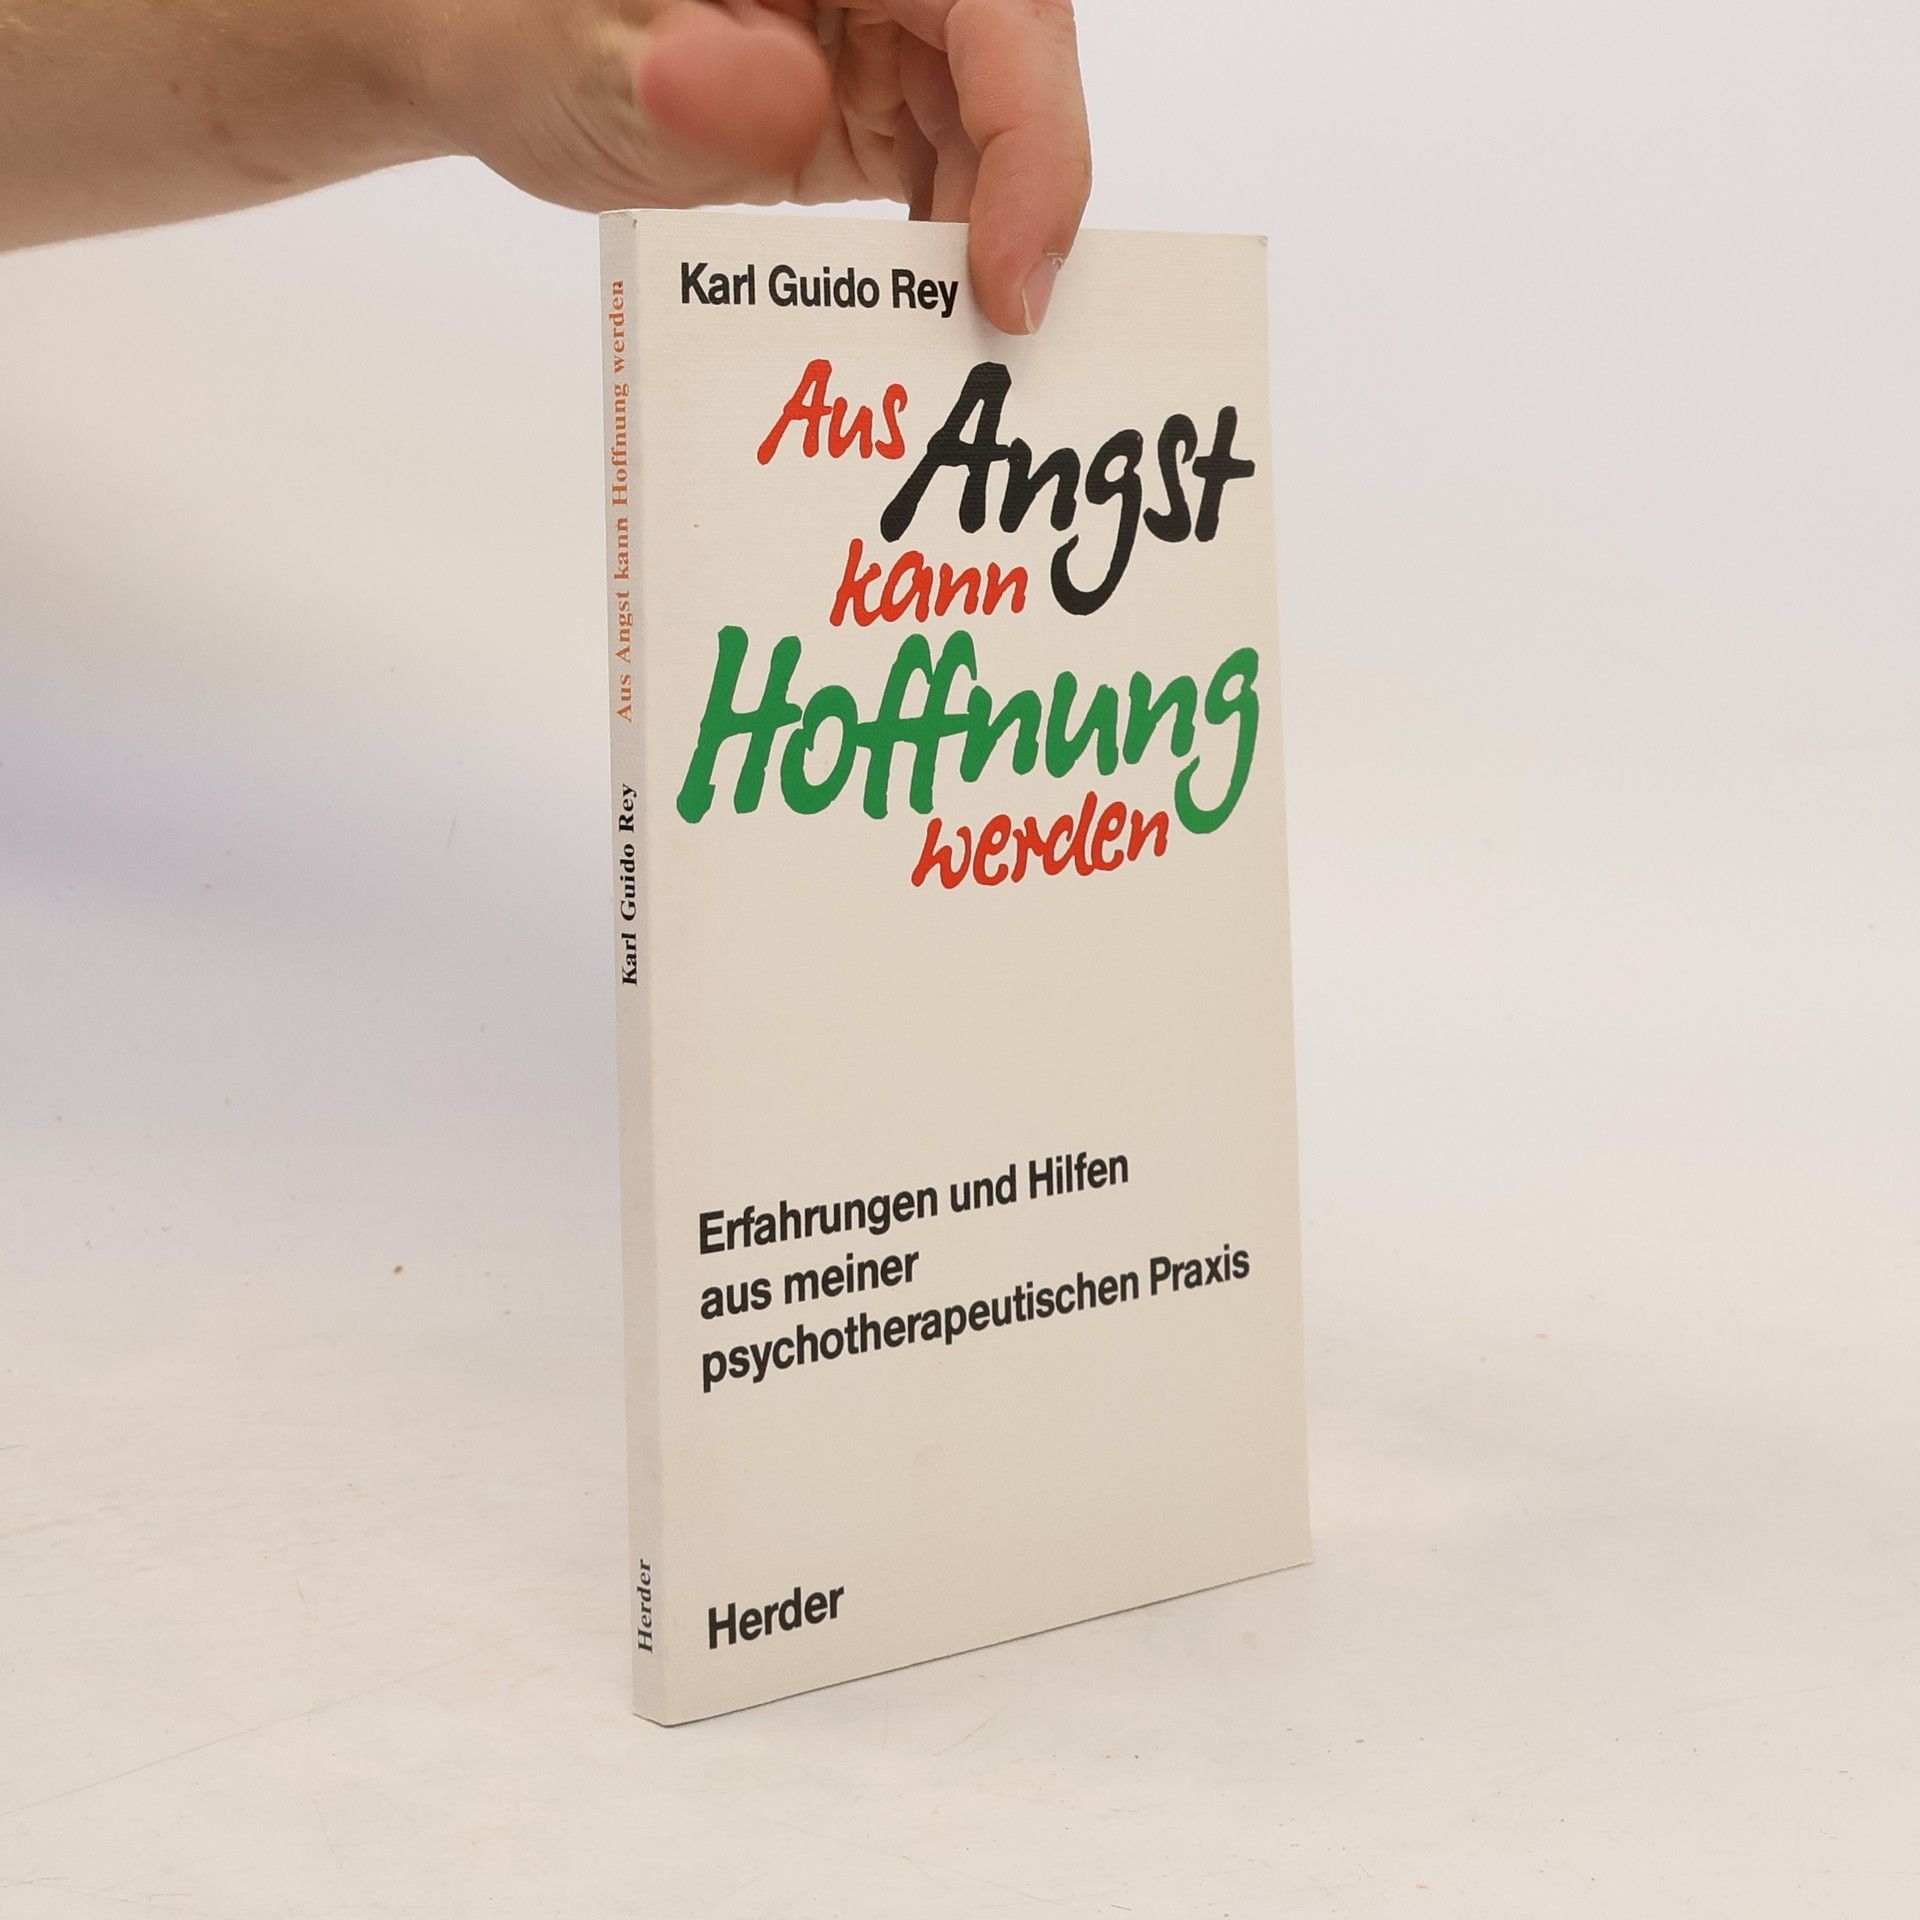 Karl Guido Rey
Aus Angst
kann
Hoffnung
werden
Erfahrungen und Hilfen
aus meiner
psychotherapeutischen Praxis
Herder
Karl Guido Rey Aus Angst kann Hoffnung werden
Herder